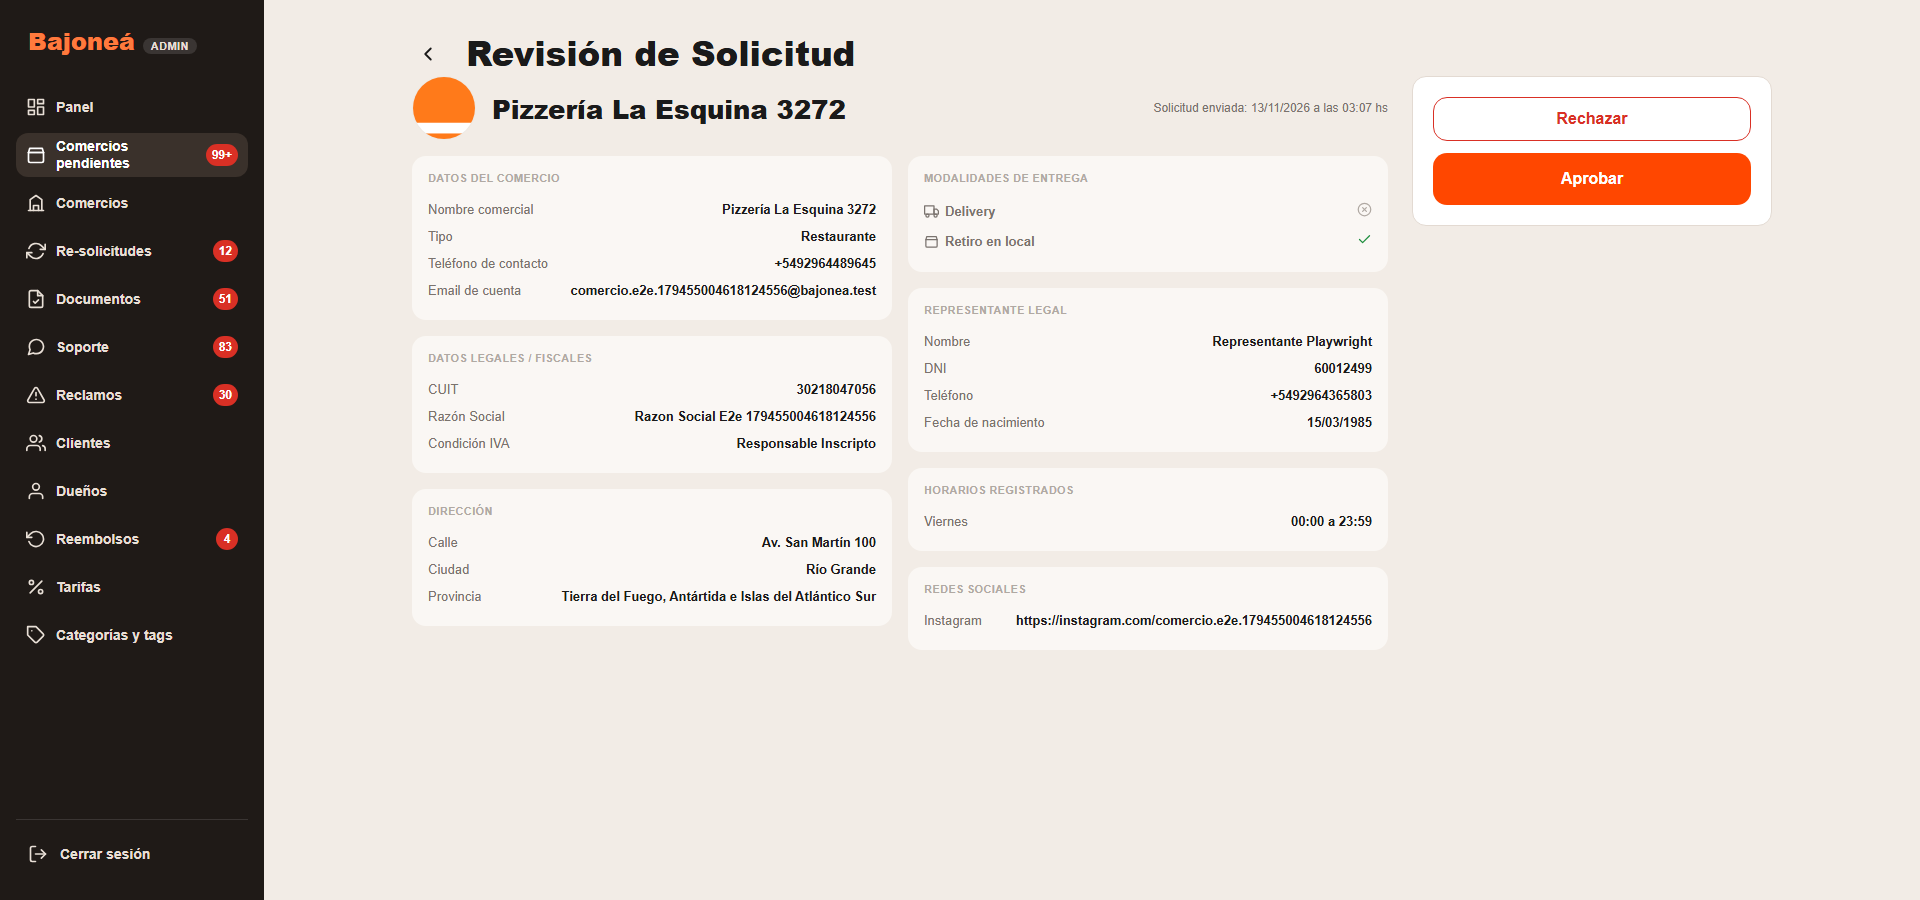 Bajoneá ADMIN
Panel
Comercios pendientes 99+
Comercios
Re-solicitudes 12
Documentos 51
Soporte 83
Reclamos 30
Clientes
Dueños
Reembolsos 4
Tarifas
Categorías y tags
Cerrar sesión
Revisión de Solicitud
Pizzería La Esquina 3272
Solicitud enviada: 13/11/2026 a las 03:07 hs
DATOS DEL COMERCIO
Nombre comercial Pizzería La Esquina 3272
Tipo Restaurante
Teléfono de contacto +5492964489645
Email de cuenta comercio.e2e.179455004618124556@bajonea.test
DATOS LEGALES / FISCALES
CUIT 30218047056
Razón Social Razon Social E2e 179455004618124556
Condición IVA Responsable Inscripto
DIRECCIÓN
Calle Av. San Martín 100
Ciudad Río Grande
Provincia Tierra del Fuego, Antártida e Islas del Atlántico Sur
MODALIDADES DE ENTREGA
Delivery
Retiro en local
REPRESENTANTE LEGAL
Nombre Representante Playwright
DNI 60012499
Teléfono +5492964365803
Fecha de nacimiento 15/03/1985
HORARIOS REGISTRADOS
Viernes 00:00 a 23:59
REDES SOCIALES
Instagram https://instagram.com/comercio.e2e.179455004618124556
Rechazar
Aprobar